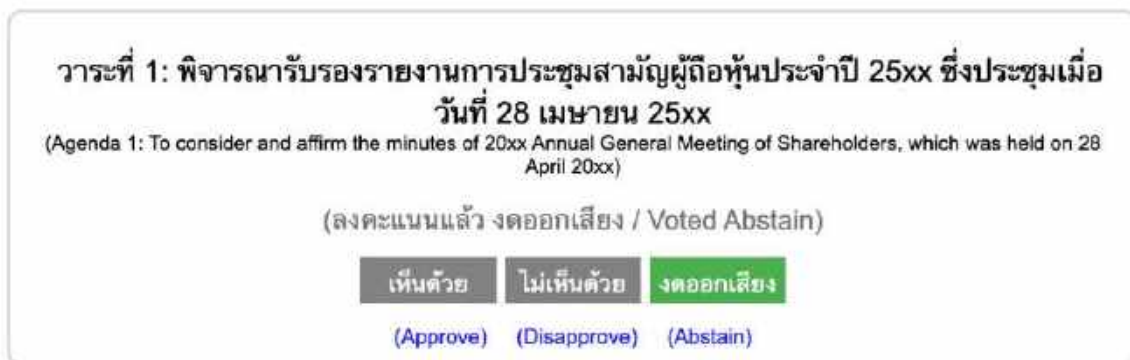 วาระที่ 1: พิจารณารับรองรายงานการประชุมสามัญผู้ถือหุ้นประจำปี 25xx ซึ่งประชุมเมื่อ
วันที่ 28 เมษายน 25xx
(Agenda 1: To consider and affirm the minutes of 20xx Annual General Meeting of Shareholders, which was held on 28
April 20xx)
(ลงคะแนนแล้ว งดออกเสียง / Voted Abstain)
เห็นด้วย ไม่เห็นด้วย งดออกเสียง
(Approve) (Disapprove) (Abstain)